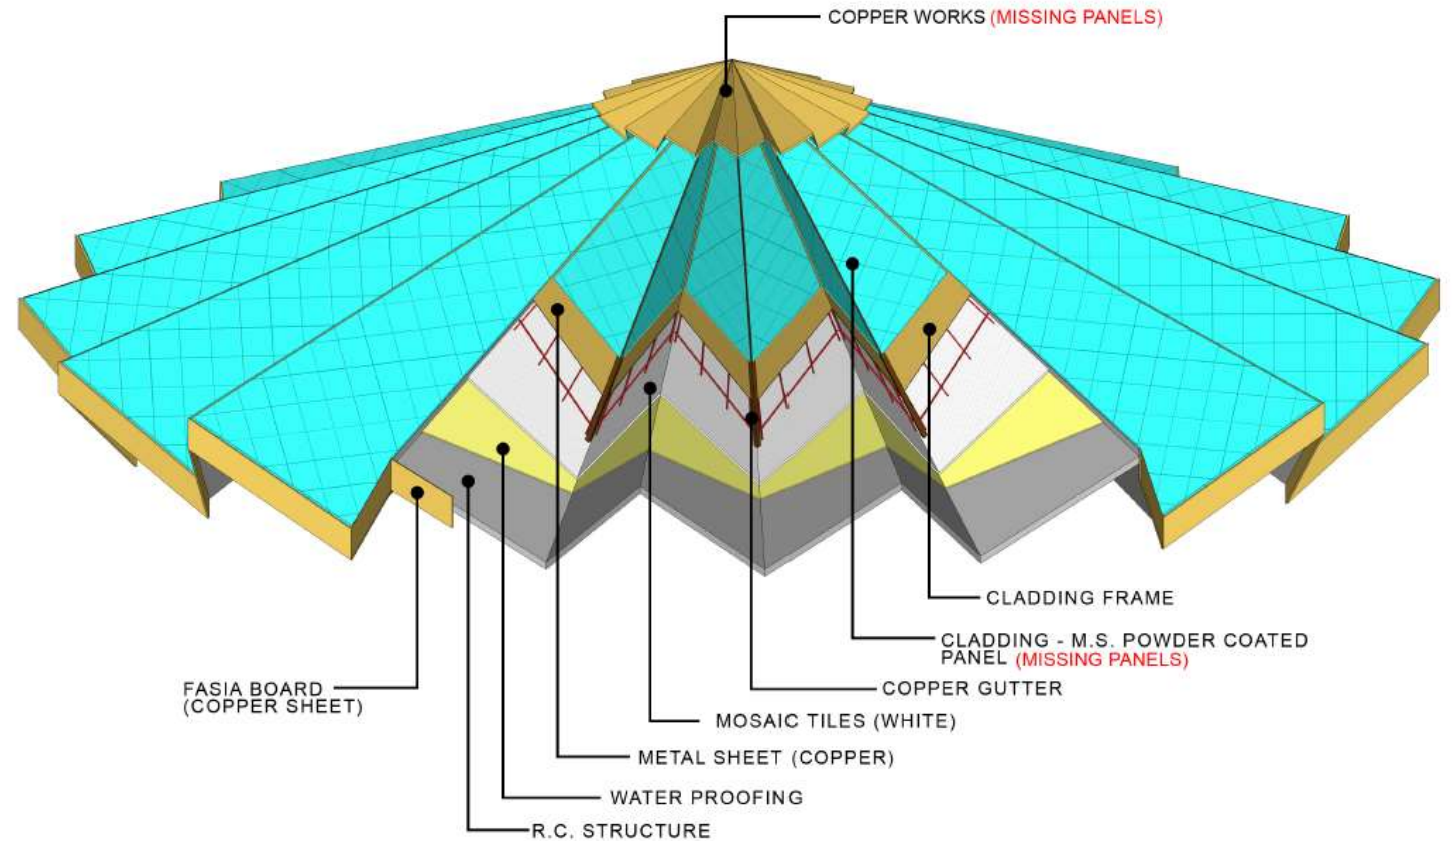 COPPER WORKS (MISSING PANELS)
CLADDING FRAME
CLADDING - M.S. POWDER COATED
PANEL (MISSING PANELS)
COPPER GUTTER
FASIA BOARD
(COPPER SHEET)
MOSAIC TILES (WHITE)
METAL SHEET (COPPER)
WATER PROOFING
R.C. STRUCTURE